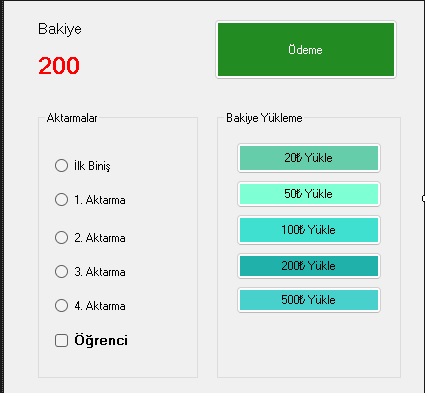 Bakiye
200
Ödeme
Aktarmalar
İlk Biniş
1. Aktarma
2. Aktarma
3. Aktarma
4. Aktarma
Öğrenci
Bakiye Yükleme
20₺ Yükle
50₺ Yükle
100₺ Yükle
200₺ Yükle
500₺ Yükle